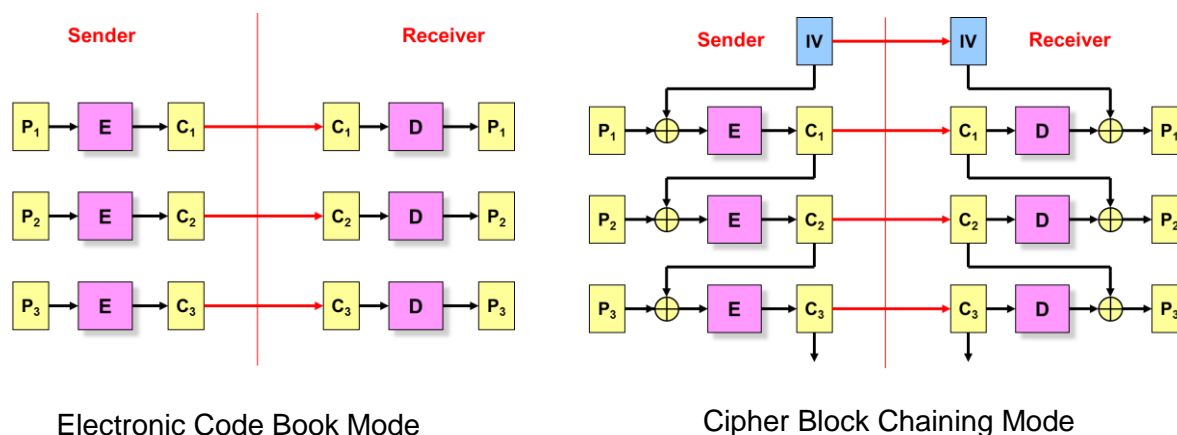 Sender Receiver
P1 E C1 C1 D P1
P2 E C2 C2 D P2
P3 E C3 C3 D P3
Electronic Code Book Mode
Sender IV IV Receiver
P1 E C1 C1 D P1
P2 E C2 C2 D P2
P3 E C3 C3 D P3
Cipher Block Chaining Mode